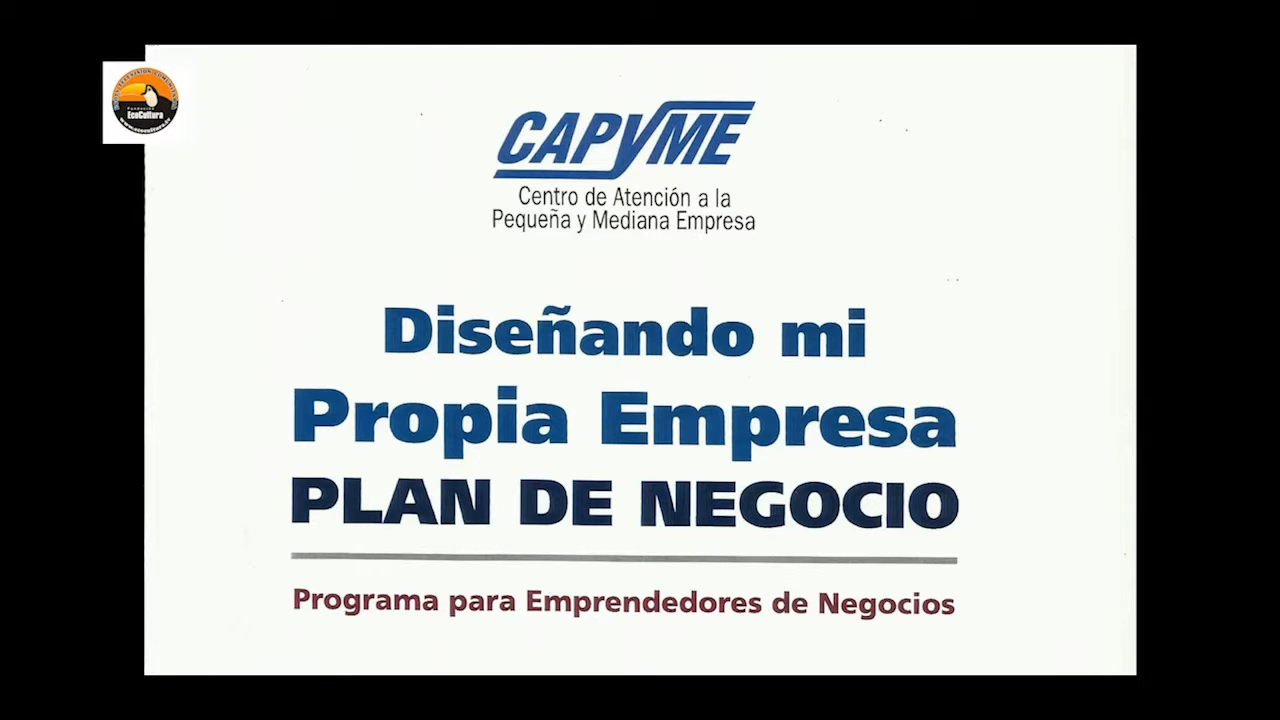 Fundación
EcoCultura
CAPYME
Centro de Atención a la
Pequeña y Mediana Empresa
Diseñando mi
Propia Empresa
PLAN DE NEGOCIO
Programa para Emprendedores de Negocios